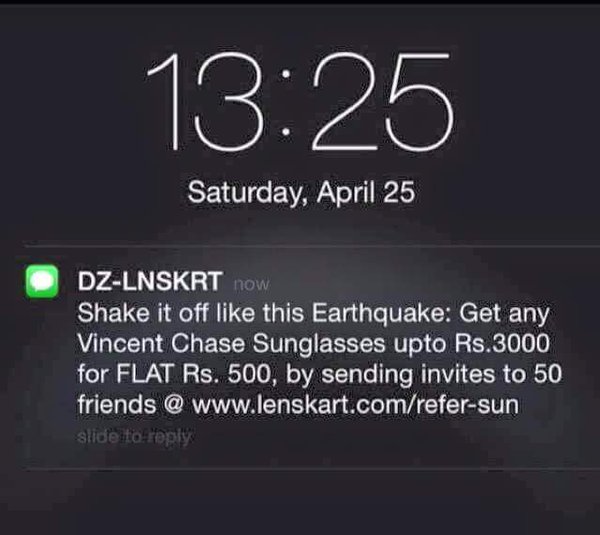 13:25
Saturday, April 25
DZ-LNSKRT now
Shake it off like this Earthquake: Get any
Vincent Chase Sunglasses upto Rs.3000
for FLAT Rs. 500, by sending invites to 50
friends @ www.lenskart.com/refer-sun
slide to reply